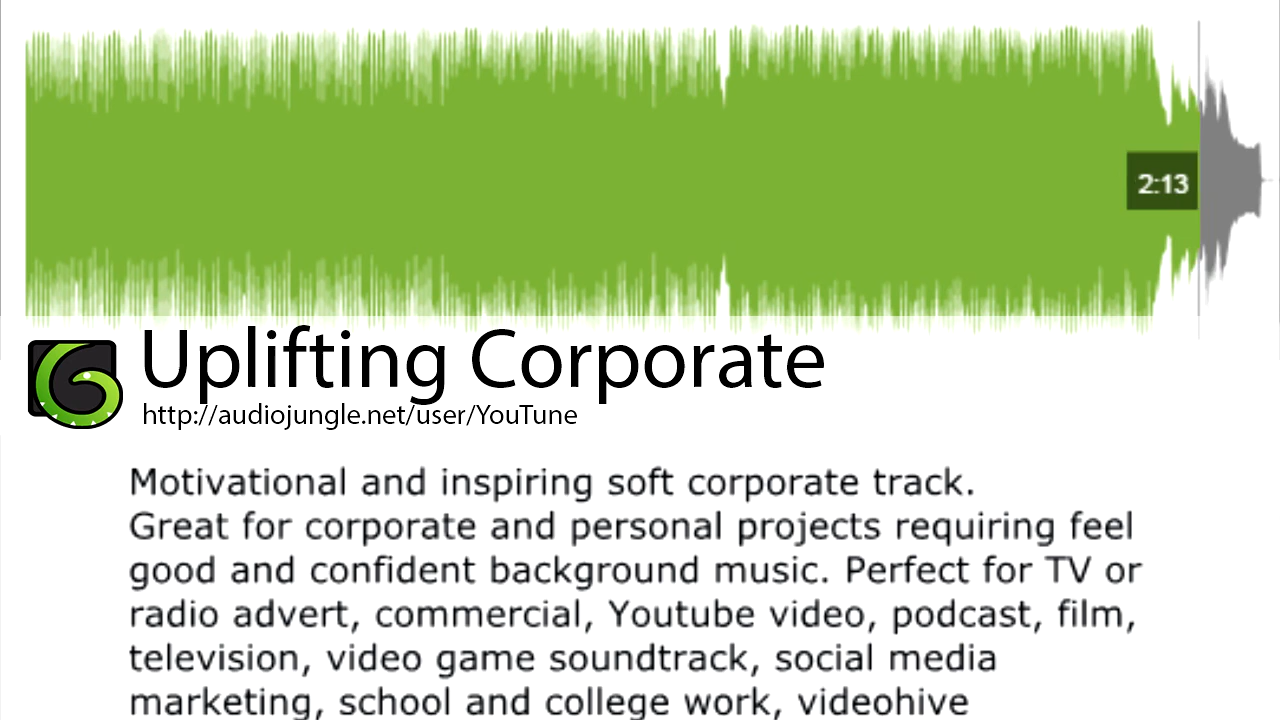 2:13
Uplifting Corporate
http://audiojungle.net/user/YouTune
Motivational and inspiring soft corporate track.
Great for corporate and personal projects requiring feel
good and confident background music. Perfect for TV or
radio advert, commercial, Youtube video, podcast, film,
television, video game soundtrack, social media
marketing, school and college work, videohive